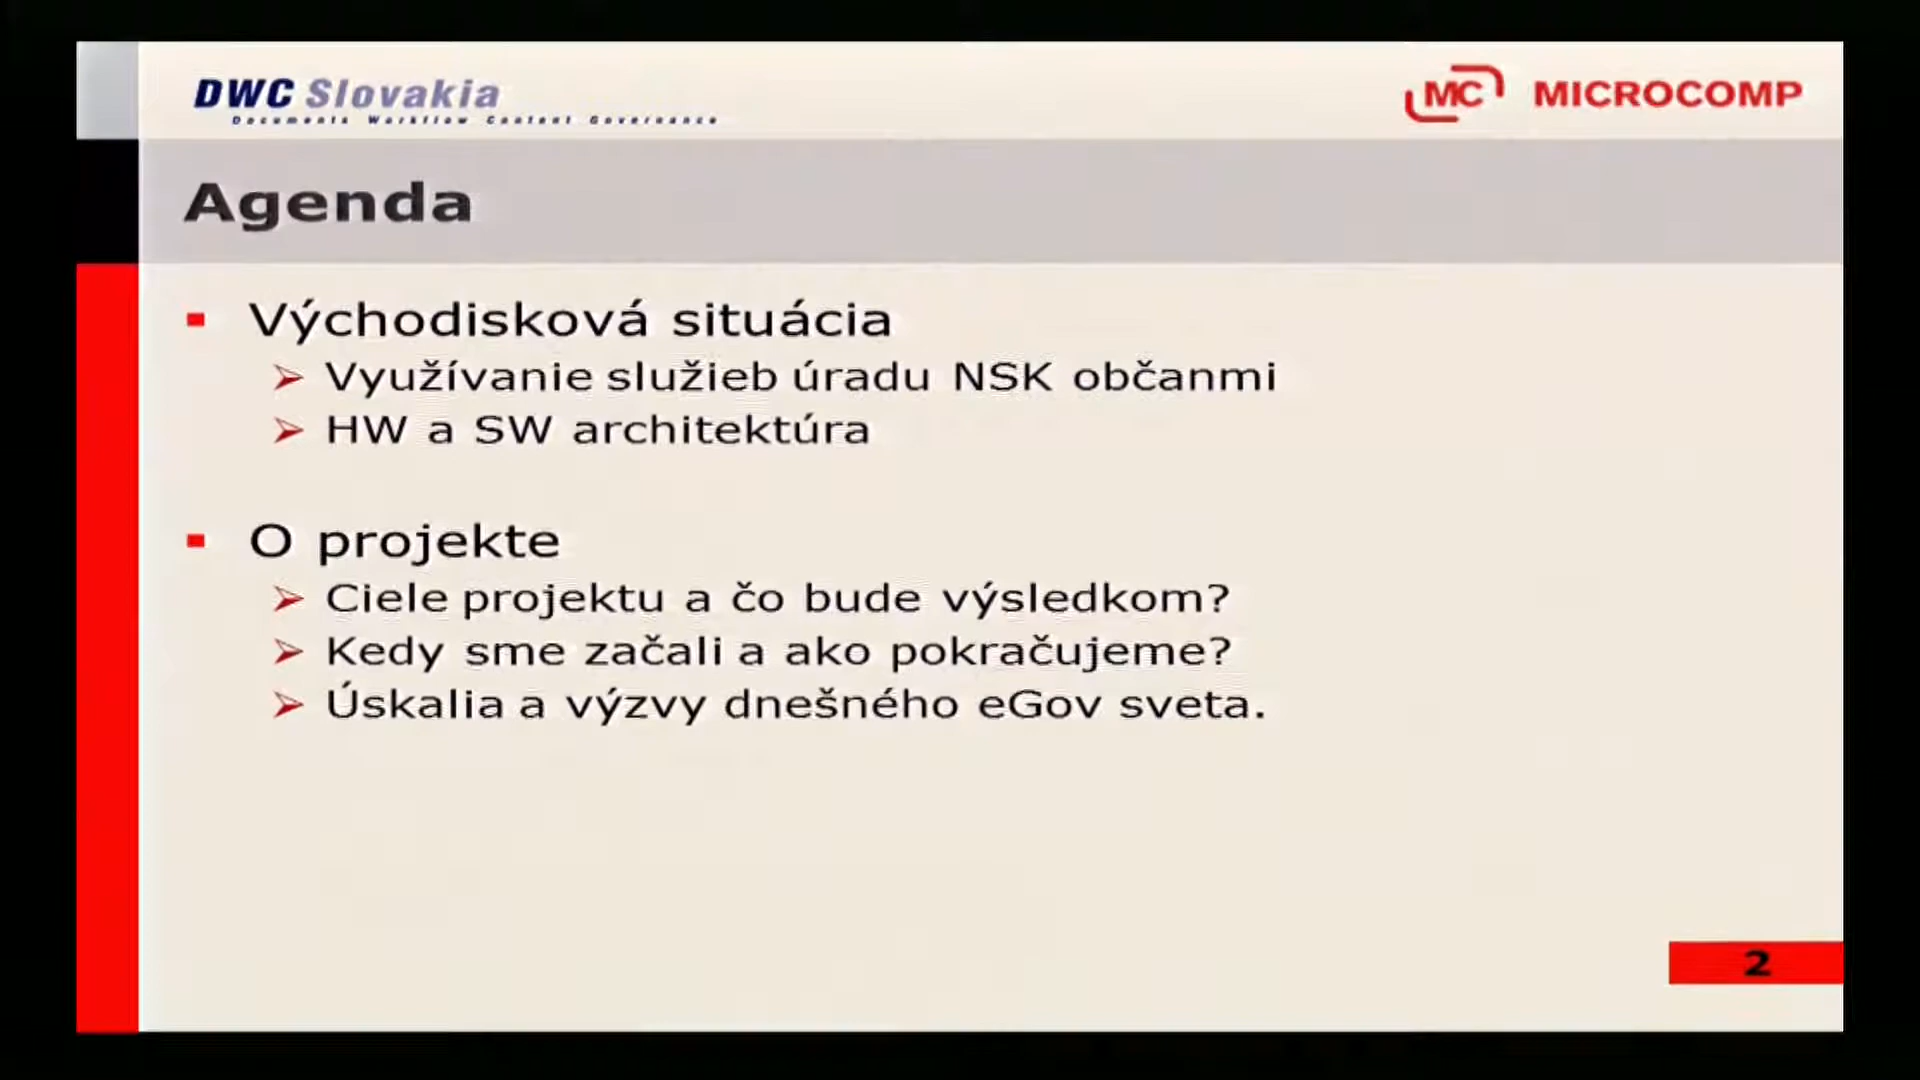 DWC Slovakia
Documents Workflow Content Governance
MC MICROCOMP
Agenda
Východisková situácia
Využívanie služieb úradu NSK občanmi
HW a SW architektúra
O projekte
Ciele projektu a čo bude výsledkom?
Kedy sme začali a ako pokračujeme?
Úskalia a výzvy dnešného eGov sveta.
2